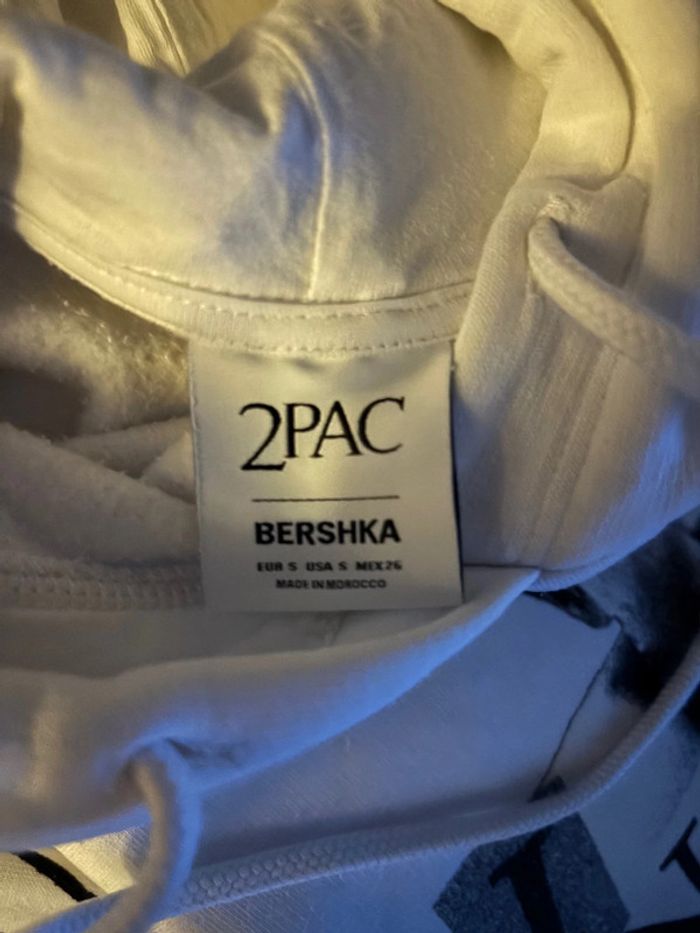 2PAC
BERSHKA
EUR S USA S MEX 26
MADE IN MOROCCO